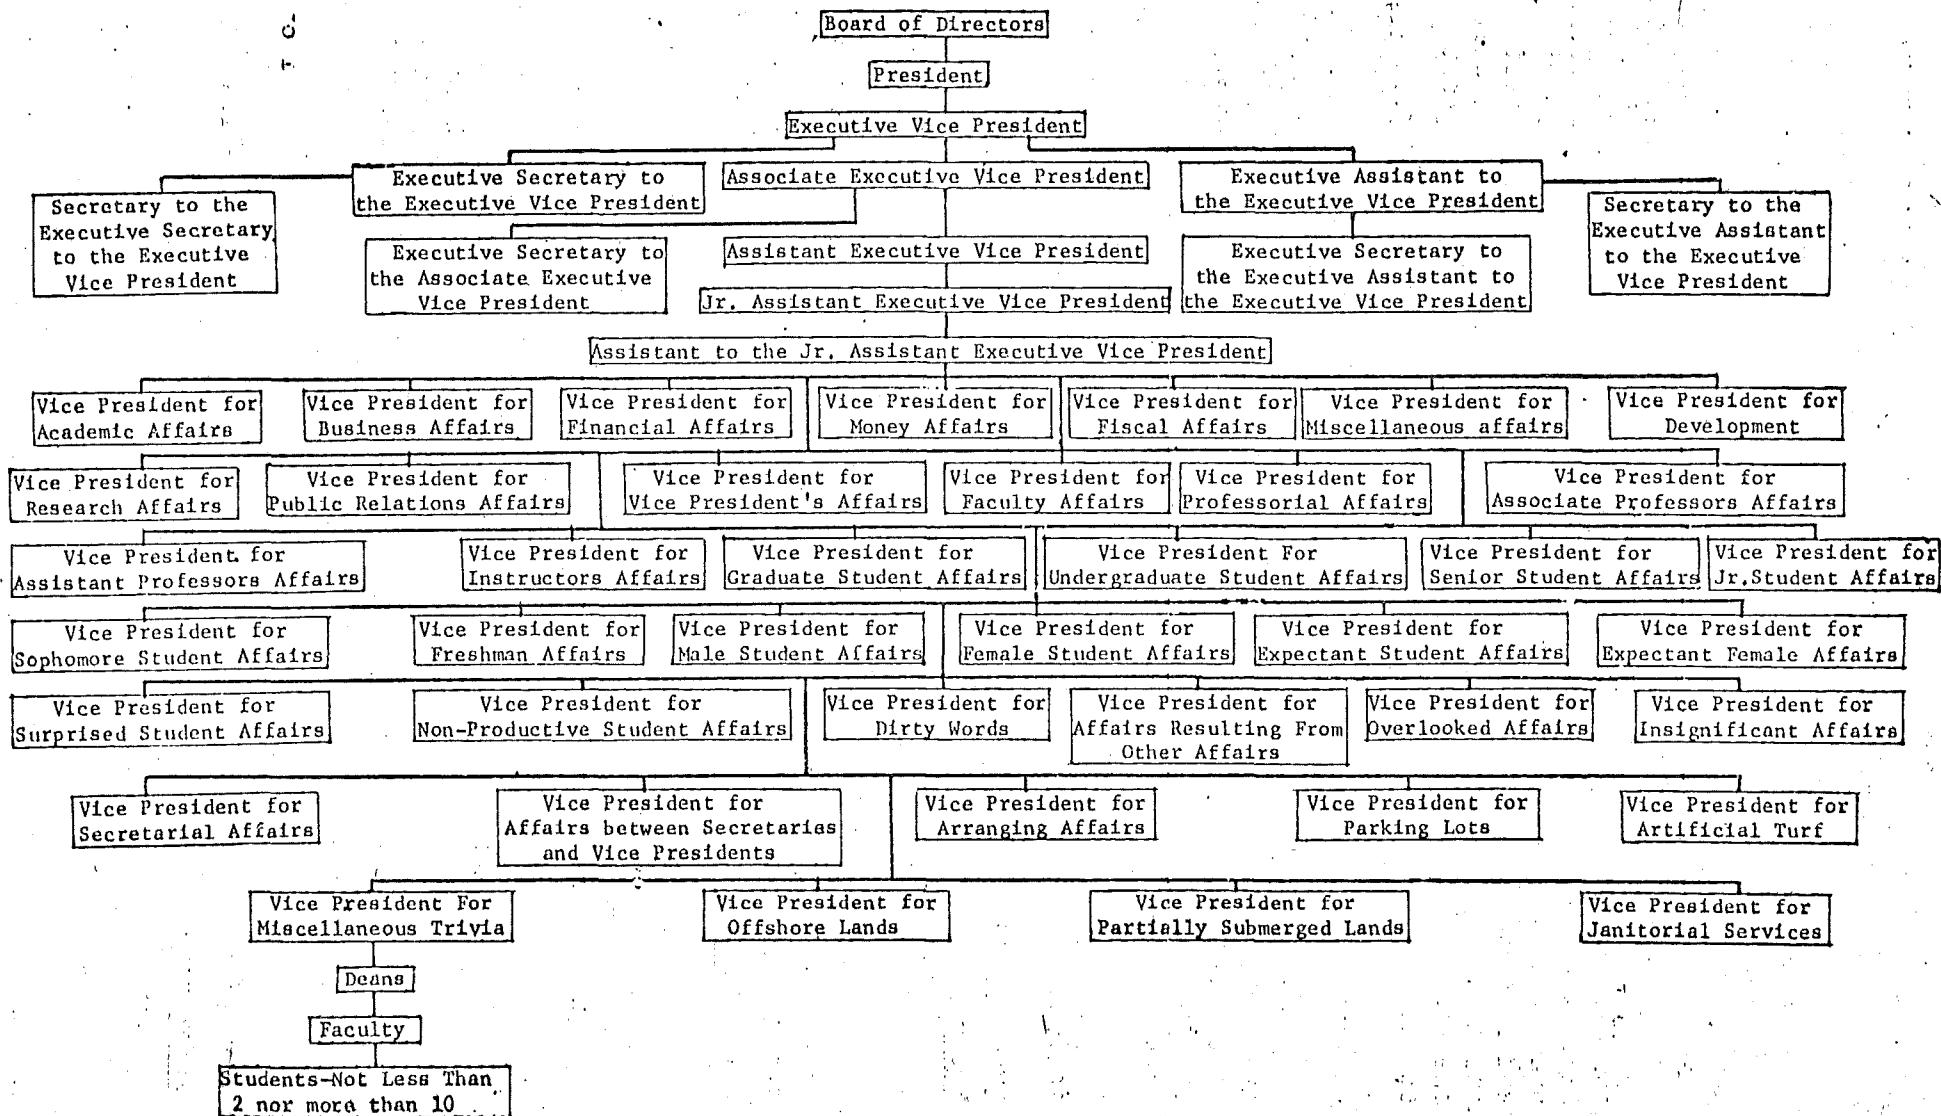 Board of Directors
President
Executive Vice President
Executive Secretary to
the Executive Vice President
Associate Executive Vice President
Executive Assistant to
the Executive Vice President
Secretary to the
Executive Secretary
to the Executive
Vice President
Secretary to the
Executive Assistant
to the Executive
Vice President
Executive Secretary to
the Associate Executive
Vice President
Assistant Executive Vice President
Executive Secretary to
the Executive Assistant to
the Executive Vice President
Jr. Assistant Executive Vice President
Assistant to the Jr. Assistant Executive Vice President
Vice President for
Academic Affairs
Vice President for
Business Affairs
Vice President for
Financial Affairs
Vice President for
Money Affairs
Vice President for
Fiscal Affairs
Vice President for
Miscellaneous affairs
Vice President for
Development
Vice President for
Research Affairs
Vice President for
Public Relations Affairs
Vice President for
Vice President's Affairs
Vice President for
Faculty Affairs
Vice President for
Professorial Affairs
Vice President for
Associate Professors Affairs
Vice President for
Assistant Professors Affairs
Vice President for
Instructors Affairs
Vice President for
Graduate Student Affairs
Vice President For
Undergraduate Student Affairs
Vice President for
Senior Student Affairs
Vice President for
Jr.Student Affairs
Vice President for
Sophomore Student Affairs
Vice President for
Freshman Affairs
Vice President for
Male Student Affairs
Vice President for
Female Student Affairs
Vice President for
Expectant Student Affairs
Vice President for
Expectant Female Affairs
Vice President for
Surprised Student Affairs
Vice President for
Non-Productive Student Affairs
Vice President for
Dirty Words
Vice President for
Affairs Resulting From
Other Affairs
Vice President for
Overlooked Affairs
Vice President for
Insignificant Affairs
Vice President for
Secretarial Affairs
Vice President for
Affairs between Secretarias
and Vice Presidents
Vice President for
Arranging Affairs
Vice President for
Parking Lots
Vice President for
Artificial Turf
Vice President For
Miscellaneous Trivia
Vice President for
Offshore Lands
Vice President for
Partially Submerged Lands
Vice President for
Janitorial Services
Deans
Faculty
Students-Not Less Than
2 nor more than 10